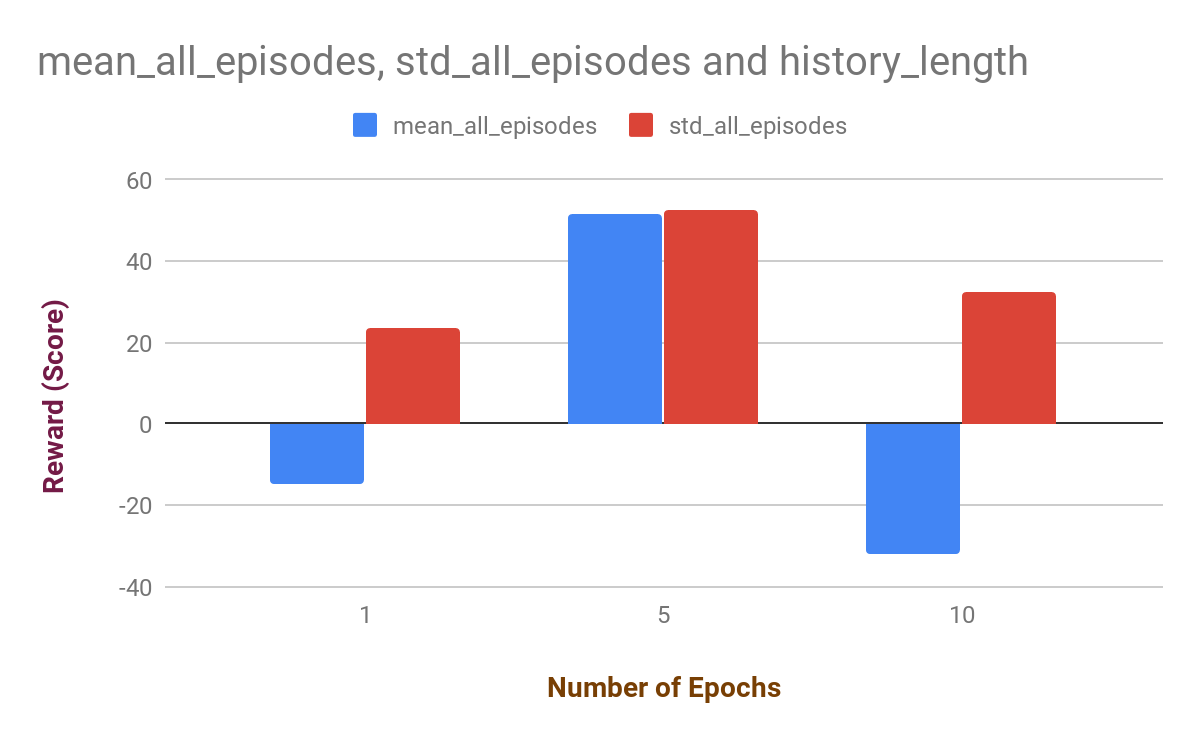 mean_all_episodes, std_all_episodes and history_length
mean_all_episodes std_all_episodes
60
40
20
0
-20
-40
Reward (Score)
1 5 10
Number of Epochs